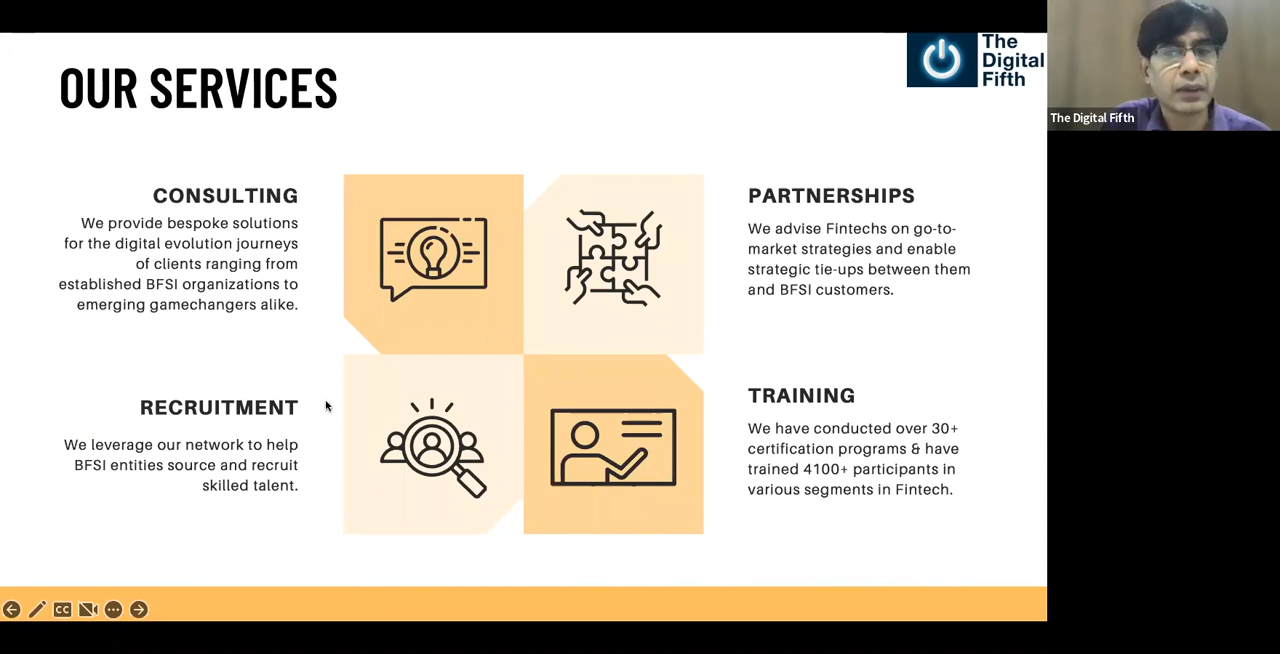 OUR SERVICES
The
Digital
Fifth
The Digital Fifth
CONSULTING
We provide bespoke solutions
for the digital evolution journeys
of clients ranging from
established BFSI organizations to
emerging gamechangers alike.
PARTNERSHIPS
We advise Fintechs on go-to-
market strategies and enable
strategic tie-ups between them
and BFSI customers.
RECRUITMENT
We leverage our network to help
BFSI entities source and recruit
skilled talent.
TRAINING
We have conducted over 30+
certification programs & have
trained 4100+ participants in
various segments in Fintech.
CC